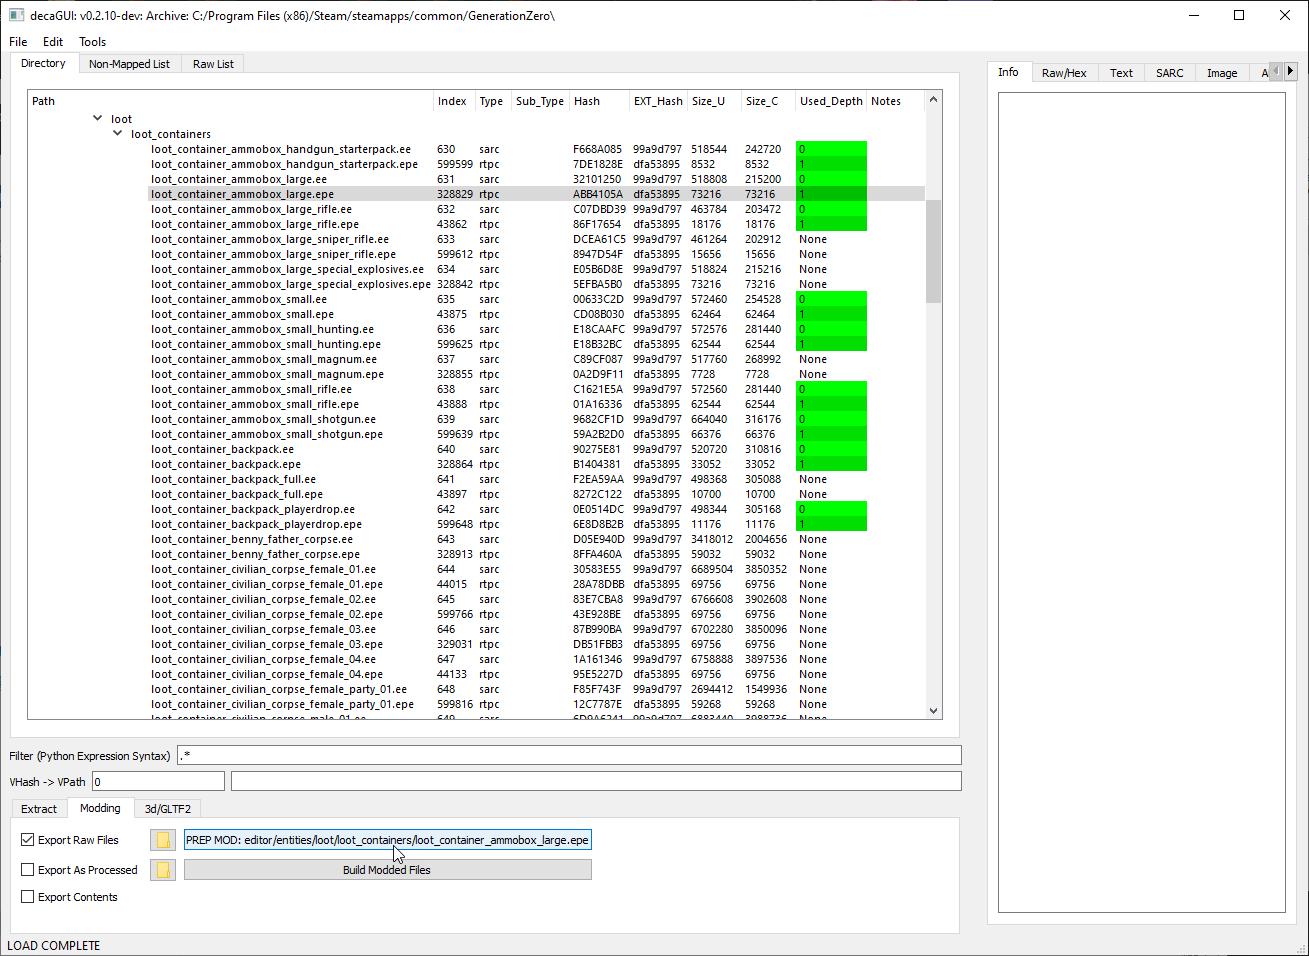 decaGUI: v0.2.10-dev: Archive: C:/Program Files (x86)/Steam/steamapps/common/GenerationZero\
File Edit Tools
Directory Non-Mapped List Raw List
Info Raw/Hex Text SARC Image
Path Index Type Sub_Type Hash EXT_Hash Size_U Size_C Used_Depth Notes
loot
loot_containers
loot_container_ammobox_handgun_starterpack.ee 630 sarc F668A085 99a9d797 518544 242720 0
loot_container_ammobox_handgun_starterpack.epe 599599 rtpc 7DE1828E dfa53895 8532 8532 1
loot_container_ammobox_large.ee 631 sarc 32101250 99a9d797 518808 215200 0
loot_container_ammobox_large.epe 328829 rtpc ABB4105A dfa53895 73216 73216 1
loot_container_ammobox_large_rifle.ee 632 sarc C07DBD39 99a9d797 463784 203472 0
loot_container_ammobox_large_rifle.epe 43862 rtpc 86F17654 dfa53895 18176 18176 1
loot_container_ammobox_large_sniper_rifle.ee 633 sarc DCEA61C5 99a9d797 461264 202912 None
loot_container_ammobox_large_sniper_rifle.epe 599612 rtpc 8947D54F dfa53895 15656 15656 None
loot_container_ammobox_large_special_explosives.ee 634 sarc E05B6D8E 99a9d797 518824 215216 None
loot_container_ammobox_large_special_explosives.epe 328842 rtpc 5EFBA5B0 dfa53895 73216 73216 None
loot_container_ammobox_small.ee 635 sarc 00633C2D 99a9d797 572460 254528 0
loot_container_ammobox_small.epe 43875 rtpc CD08B030 dfa53895 62464 62464 1
loot_container_ammobox_small_hunting.ee 636 sarc E18CAAFC 99a9d797 572576 281440 0
loot_container_ammobox_small_hunting.epe 599625 rtpc E18B32BC dfa53895 62544 62544 1
loot_container_ammobox_small_magnum.ee 637 sarc C89CF087 99a9d797 517760 268992 None
loot_container_ammobox_small_magnum.epe 328855 rtpc 0A2D9F11 dfa53895 7728 7728 None
loot_container_ammobox_small_rifle.ee 638 sarc C1621E5A 99a9d797 572560 281440 0
loot_container_ammobox_small_rifle.epe 43888 rtpc 01A16336 dfa53895 62544 62544 1
loot_container_ammobox_small_shotgun.ee 639 sarc 9682CF1D 99a9d797 664040 316176 0
loot_container_ammobox_small_shotgun.epe 599639 rtpc 59A2B2D0 dfa53895 66376 66376 1
loot_container_backpack.ee 640 sarc 90275E81 99a9d797 520720 310816 0
loot_container_backpack.epe 328864 rtpc B1404381 dfa53895 33052 33052 1
loot_container_backpack_full.ee 641 sarc F2EA59AA 99a9d797 498368 305088 None
loot_container_backpack_full.epe 43897 rtpc 8272C122 dfa53895 10700 10700 None
loot_container_backpack_playerdrop.ee 642 sarc 0E0514DC 99a9d797 498344 305168 0
loot_container_backpack_playerdrop.epe 599648 rtpc 6E8D8B2B dfa53895 11176 11176 1
loot_container_benny_father_corpse.ee 643 sarc D05E940D 99a9d797 3418012 2004656 None
loot_container_benny_father_corpse.epe 328913 rtpc 8FFA460A dfa53895 59032 59032 None
loot_container_civilian_corpse_female_01.ee 644 sarc 30583E55 99a9d797 6689504 3850352 None
loot_container_civilian_corpse_female_01.epe 44015 rtpc 28A78DBB dfa53895 69756 69756 None
loot_container_civilian_corpse_female_02.ee 645 sarc 83E7CBA8 99a9d797 6766608 3902608 None
loot_container_civilian_corpse_female_02.epe 599766 rtpc 43E928BE dfa53895 69756 69756 None
loot_container_civilian_corpse_female_03.ee 646 sarc 87B990BA 99a9d797 6702280 3850096 None
loot_container_civilian_corpse_female_03.epe 329031 rtpc DB51FBB3 dfa53895 69756 69756 None
loot_container_civilian_corpse_female_04.ee 647 sarc 1A161346 99a9d797 6758888 3897536 None
loot_container_civilian_corpse_female_04.epe 44133 rtpc 95E5227D dfa53895 69756 69756 None
loot_container_civilian_corpse_female_party_01.ee 648 sarc F85F743F 99a9d797 2694412 1549936 None
loot_container_civilian_corpse_female_party_01.epe 599816 rtpc 12C7787E dfa53895 59268 59268 None
loot_container_civilian_corpse_male_01.ee 649 sarc 6D9A6241 99a9d797 6883440 3988736 None
Filter (Python Expression Syntax) .*
VHash -> VPath 0
Extract Modding 3d/GLTF2
Export Raw Files PREP MOD: editor/entities/loot/loot_containers/loot_container_ammobox_large.epe
Export As Processed Build Modded Files
Export Contents
LOAD COMPLETE